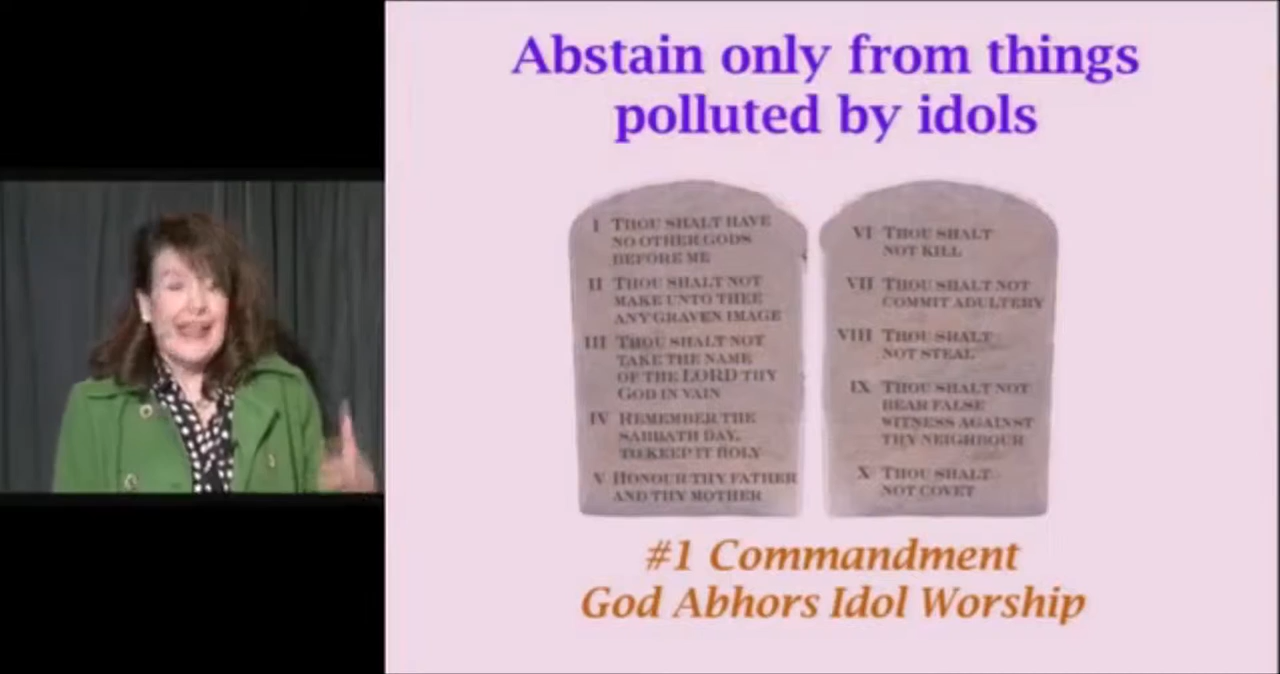 Abstain only from things
polluted by idols
I THOU SHALT HAVE
NO OTHER GODS
BEFORE ME
II THOU SHALT NOT
MAKE UNTO THEE
ANY GRAVEN IMAGE
III THOU SHALT NOT
TAKE THE NAME
OF THE LORD THY
GOD IN VAIN
IV REMEMBER THE
SABBATH DAY,
TO KEEP IT HOLY
V HONOUR THY FATHER
AND THY MOTHER
VI THOU SHALT
NOT KILL
VII THOU SHALT NOT
COMMIT ADULTERY
VIII THOU SHALT
NOT STEAL
IX THOU SHALT NOT
BEAR FALSE
WITNESS AGAINST
THY NEIGHBOUR
X THOU SHALT
NOT COVET
#1 Commandment
God Abhors Idol Worship